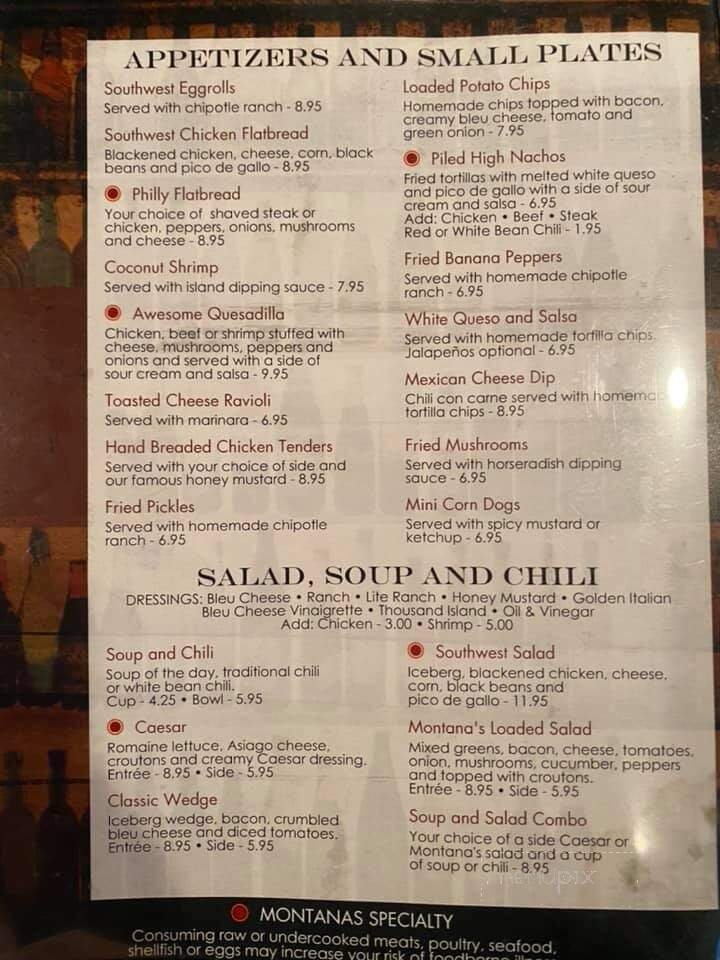 APPETIZERS AND SMALL PLATES
Southwest Eggrolls
Served with chipotle ranch - 8.95
Southwest Chicken Flatbread
Blackened chicken, cheese, corn, black
beans and pico de gallo - 8.95
Philly Flatbread
Your choice of shaved steak or
chicken, peppers, onions, mushrooms
and cheese - 8.95
Coconut Shrimp
Served with island dipping sauce - 7.95
Awesome Quesadilla
Chicken, beef or shrimp stuffed with
cheese, mushrooms, peppers and
onions and served with a side of
sour cream and salsa - 9.95
Toasted Cheese Ravioli
Served with marinara - 6.95
Hand Breaded Chicken Tenders
Served with your choice of side and
our famous honey mustard - 8.95
Fried Pickles
Served with homemade chipotle
ranch - 6.95
Loaded Potato Chips
Homemade chips topped with bacon,
creamy bleu cheese, tomato and
green onion - 7.95
Piled High Nachos
Fried tortillas with melted white queso
and pico de gallo with a side of sour
cream and salsa - 6.95
Add: Chicken • Beef • Steak
Red or White Bean Chili - 1.95
Fried Banana Peppers
Served with homemade chipotle
ranch - 6.95
White Queso and Salsa
Served with homemade tortilla chips.
Jalapeños optional - 6.95
Mexican Cheese Dip
Chili con carne served with homema
tortilla chips - 8.95
Fried Mushrooms
Served with horseradish dipping
sauce - 6.95
Mini Corn Dogs
Served with spicy mustard or
ketchup - 6.95
SALAD, SOUP AND CHILI
DRESSINGS: Bleu Cheese • Ranch • Lite Ranch • Honey Mustard • Golden Italian
Bleu Cheese Vinaigrette • Thousand Island • Oil & Vinegar
Add: Chicken - 3.00 • Shrimp - 5.00
Soup and Chili
Soup of the day, traditional chili
or white bean chili.
Cup - 4.25 • Bowl - 5.95
Caesar
Romaine lettuce, Asiago cheese,
croutons and creamy Caesar dressing.
Entrée - 8.95 • Side - 5.95
Classic Wedge
Iceberg wedge, bacon, crumbled
bleu cheese and diced tomatoes.
Entrée - 8.95 • Side - 5.95
Southwest Salad
Iceberg, blackened chicken, cheese,
corn, black beans and
pico de gallo - 11.95
Montana's Loaded Salad
Mixed greens, bacon, cheese, tomatoes,
onion, mushrooms, cucumber, peppers
and topped with croutons.
Entrée - 8.95 • Side - 5.95
Soup and Salad Combo
Your choice of a side Caesar or
Montana's salad and a cup
of soup or chili - 8.95
MONTANAS SPECIALTY
Consuming raw or undercooked meats, poultry, seafood,
shellfish or eggs may increase your risk of foodborne